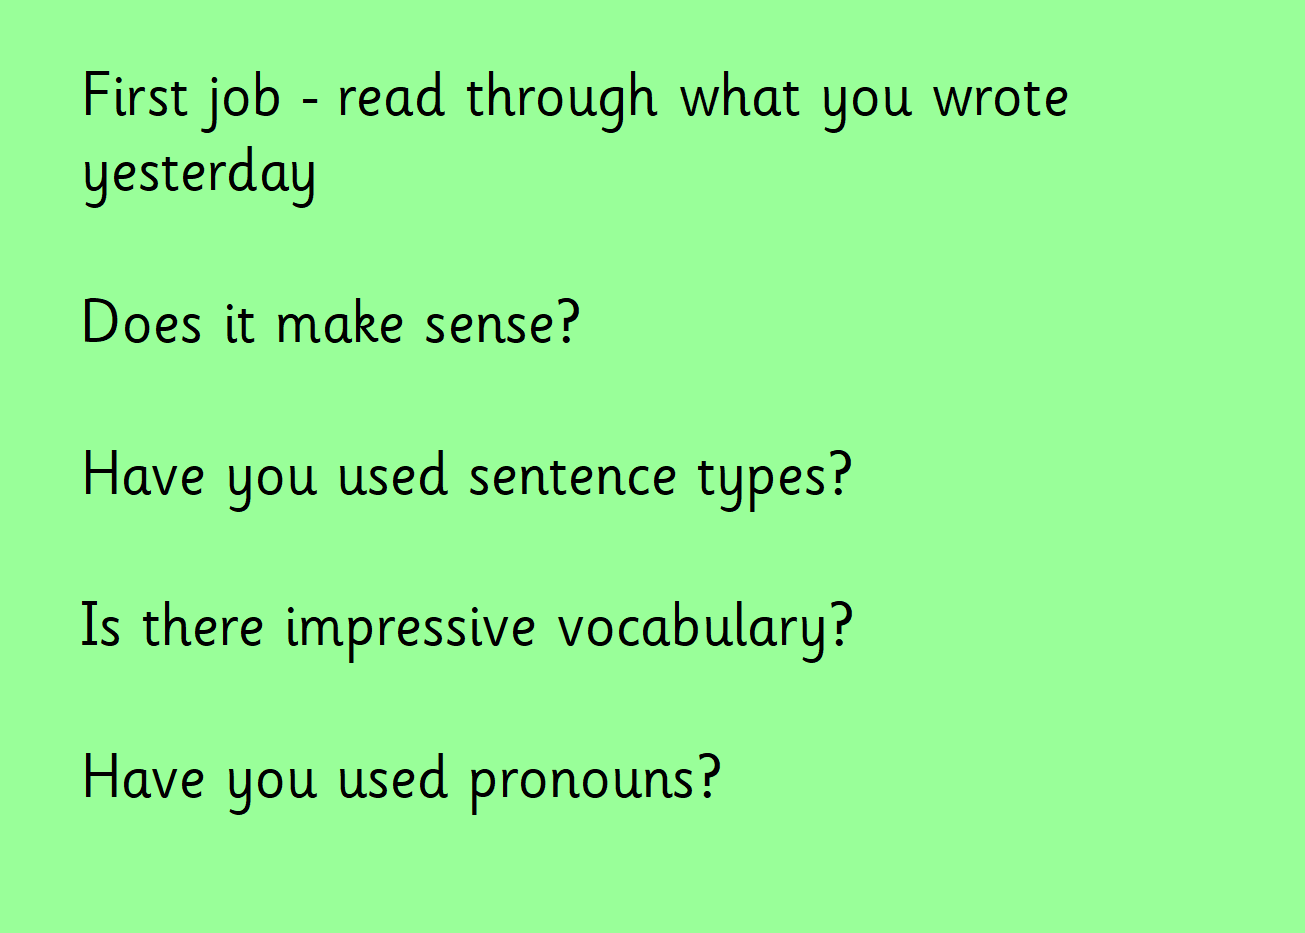 First job - read through what you wrote
yesterday
Does it make sense?
Have you used sentence types?
Is there impressive vocabulary?
Have you used pronouns?